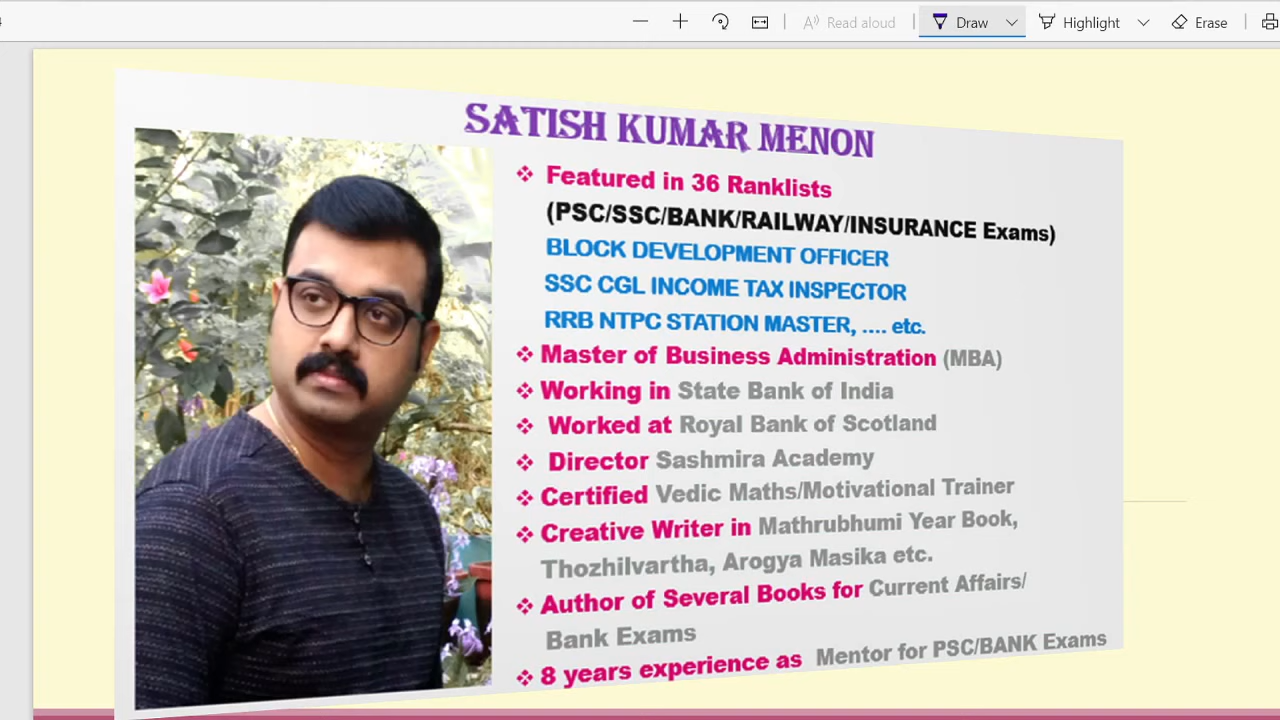 Read aloud
Draw
Highlight
Erase
SATISH KUMAR MENON
Featured in 36 Ranklists
(PSC/SSC/BANK/RAILWAY/INSURANCE Exams)
BLOCK DEVELOPMENT OFFICER
SSC CGL INCOME TAX INSPECTOR
RRB NTPC STATION MASTER, .... etc.
Master of Business Administration (MBA)
Working in State Bank of India
Worked at Royal Bank of Scotland
Director Sashmira Academy
Certified Vedic Maths/Motivational Trainer
Creative Writer in Mathrubhumi Year Book,
Thozhilvartha, Arogya Masika etc.
Author of Several Books for Current Affairs/
Bank Exams
8 years experience as Mentor for PSC/BANK Exams